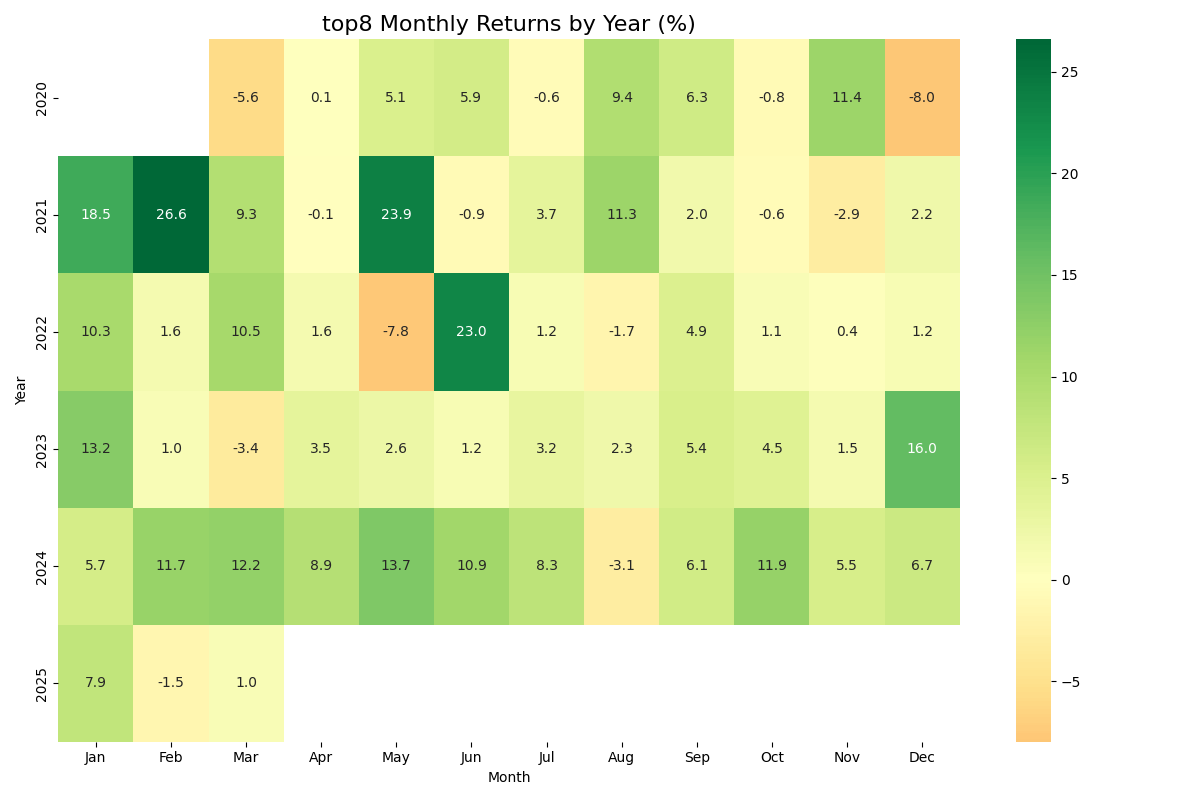 top8 Monthly Returns by Year (%)
2020 -5.6 0.1 5.1 5.9 -0.6 9.4 6.3 -0.8 11.4 -8.0
2021 18.5 26.6 9.3 -0.1 23.9 -0.9 3.7 11.3 2.0 -0.6 -2.9 2.2
2022 10.3 1.6 10.5 1.6 -7.8 23.0 1.2 -1.7 4.9 1.1 0.4 1.2
2023 13.2 1.0 -3.4 3.5 2.6 1.2 3.2 2.3 5.4 4.5 1.5 16.0
2024 5.7 11.7 12.2 8.9 13.7 10.9 8.3 -3.1 6.1 11.9 5.5 6.7
2025 7.9 -1.5 1.0
Year
Jan Feb Mar Apr May Jun Jul Aug Sep Oct Nov Dec
Month
25
20
15
10
5
0
−5